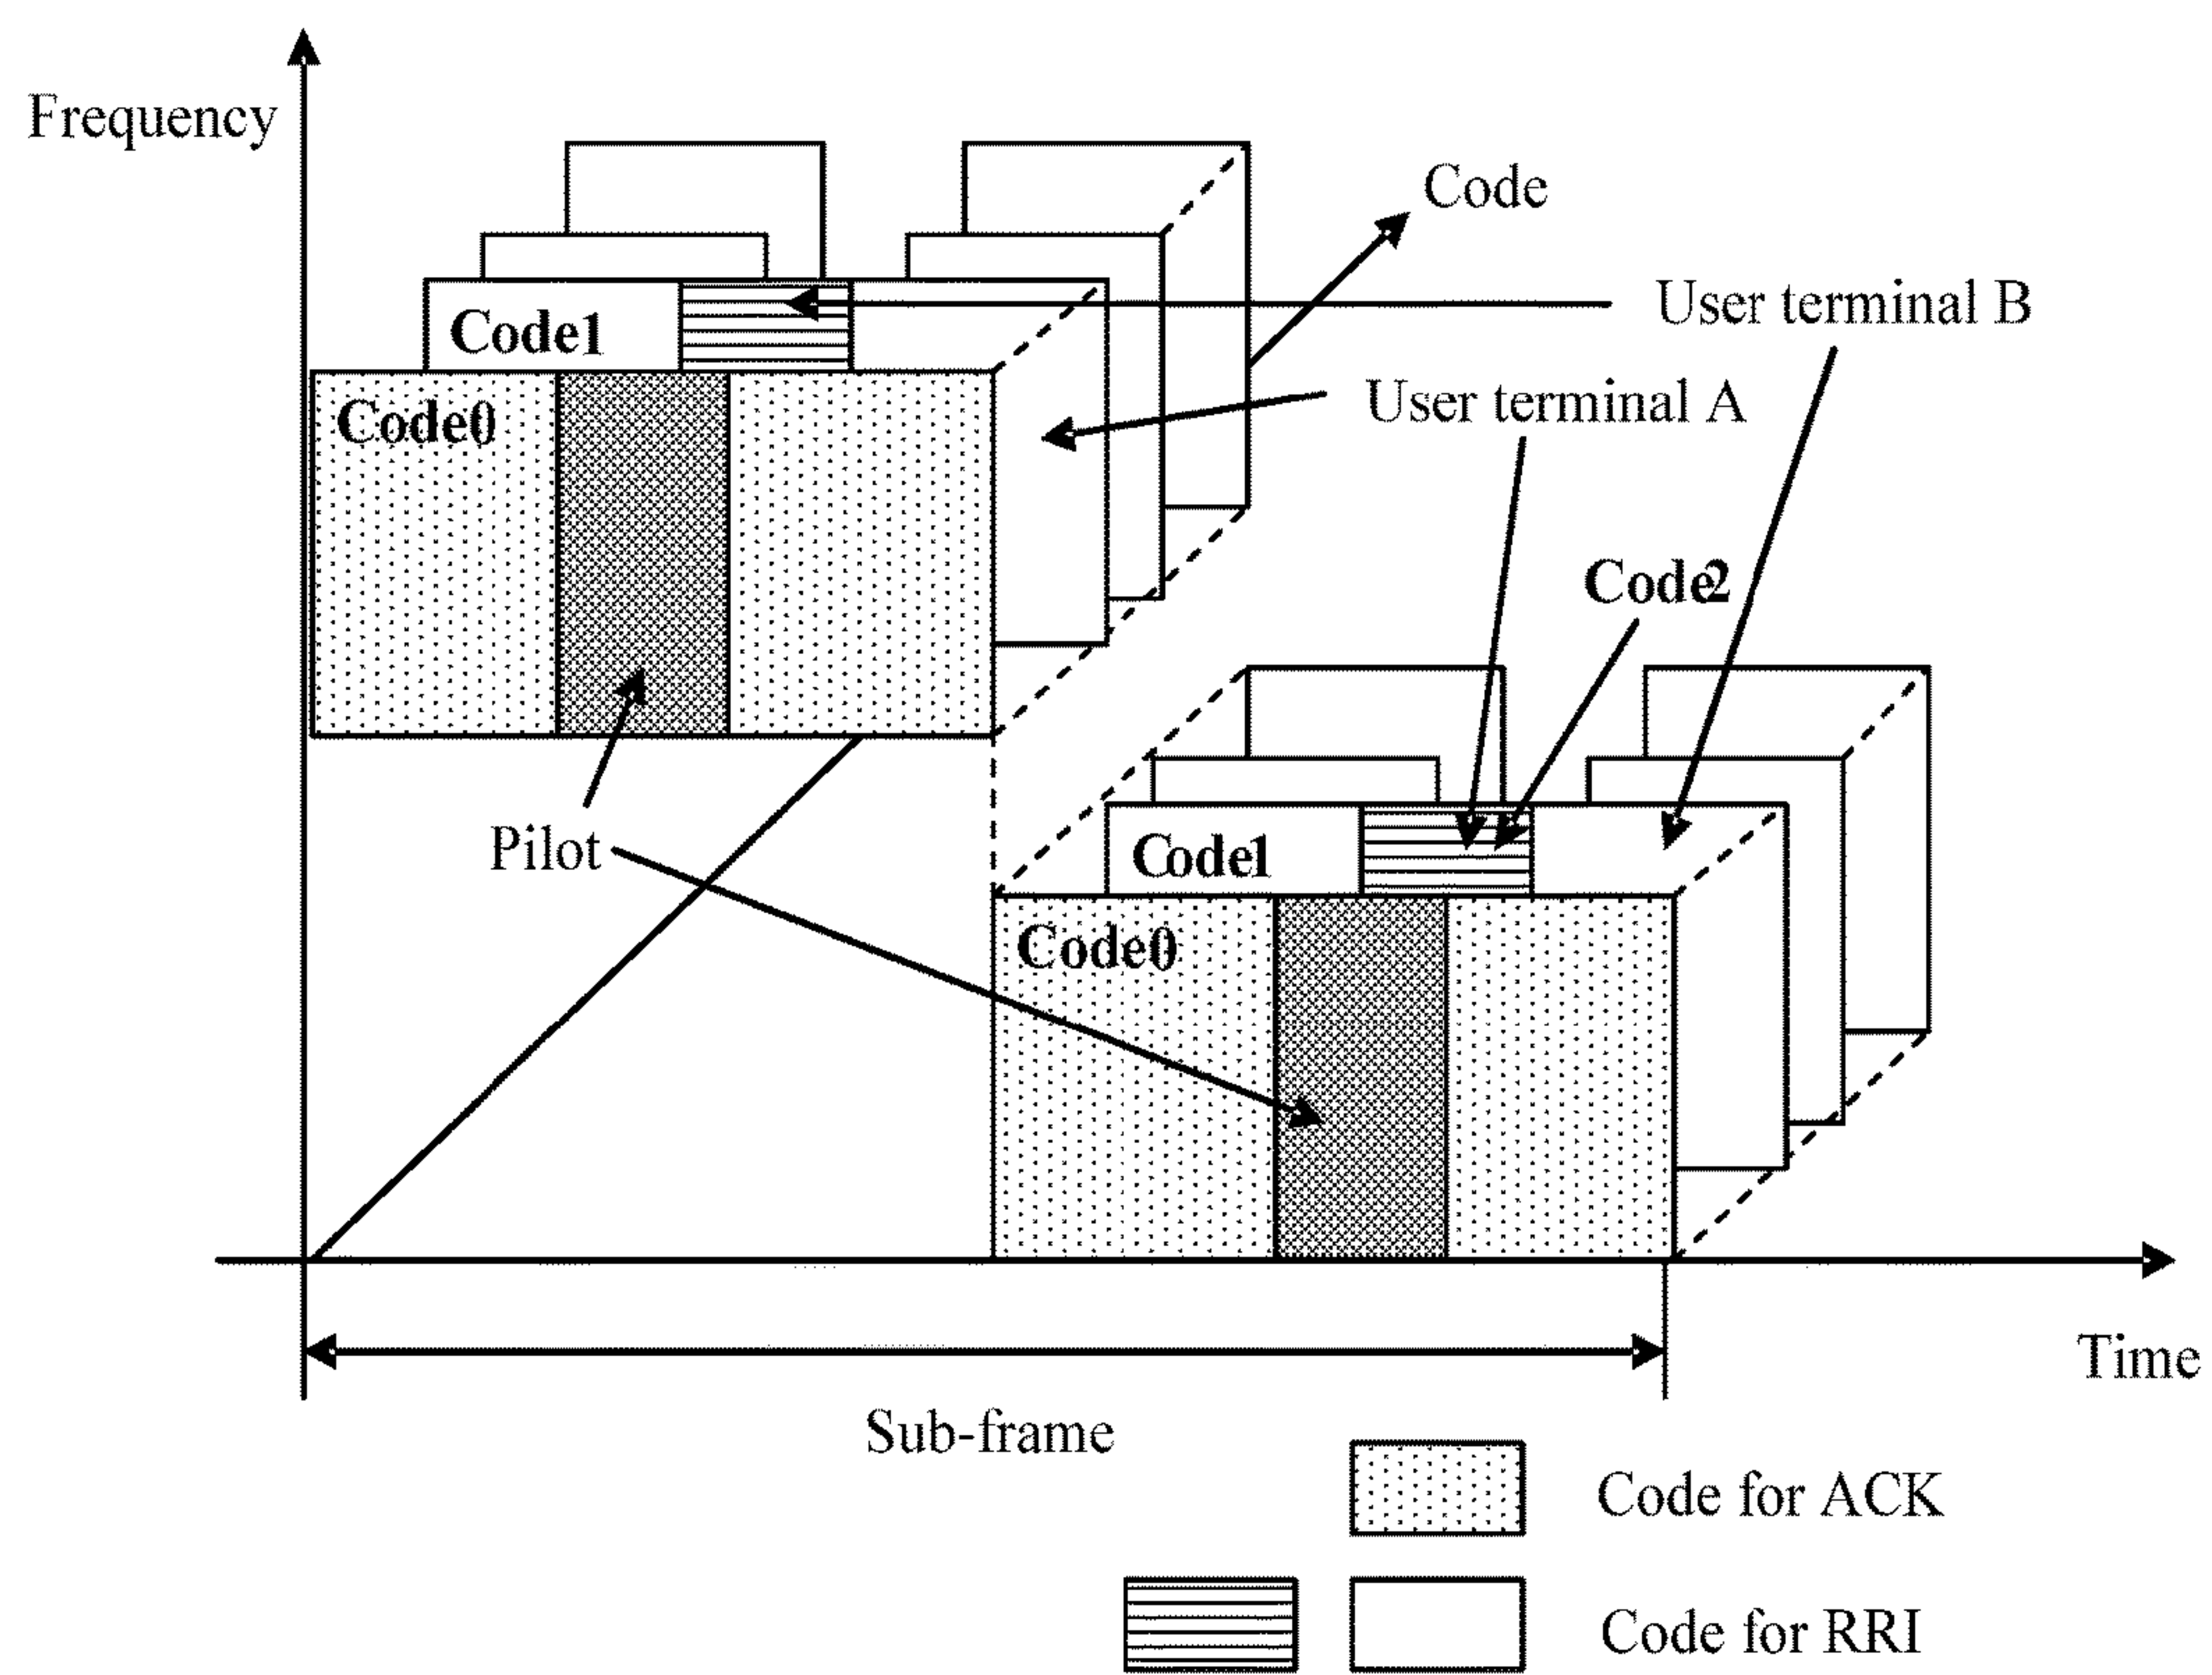 Frequency
Code
User terminal B
Code1
User terminal A
Code0
Code2
Pilot
Code1
Code0
Time
Sub-frame
Code for ACK
Code for RRI